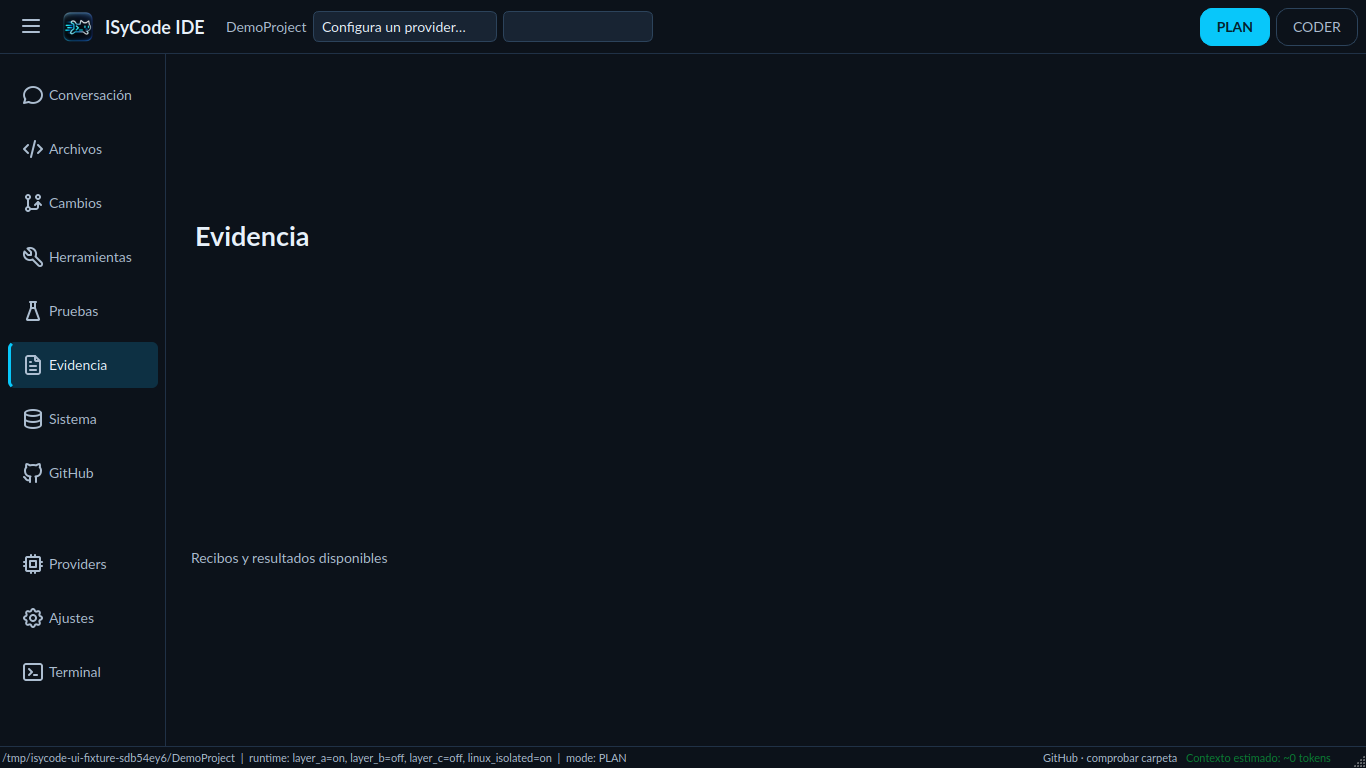 ISyCode IDE DemoProject Configura un provider... PLAN CODER
Conversación
Archivos
Cambios
Herramientas
Pruebas
Evidencia
Sistema
GitHub
Providers
Ajustes
Terminal
Evidencia
Recibos y resultados disponibles
/tmp/isycode-ui-fixture-sdb54ey6/DemoProject | runtime: layer_a=on, layer_b=off, layer_c=off, linux_isolated=on | mode: PLAN
GitHub · comprobar carpeta Contexto estimado: ~0 tokens